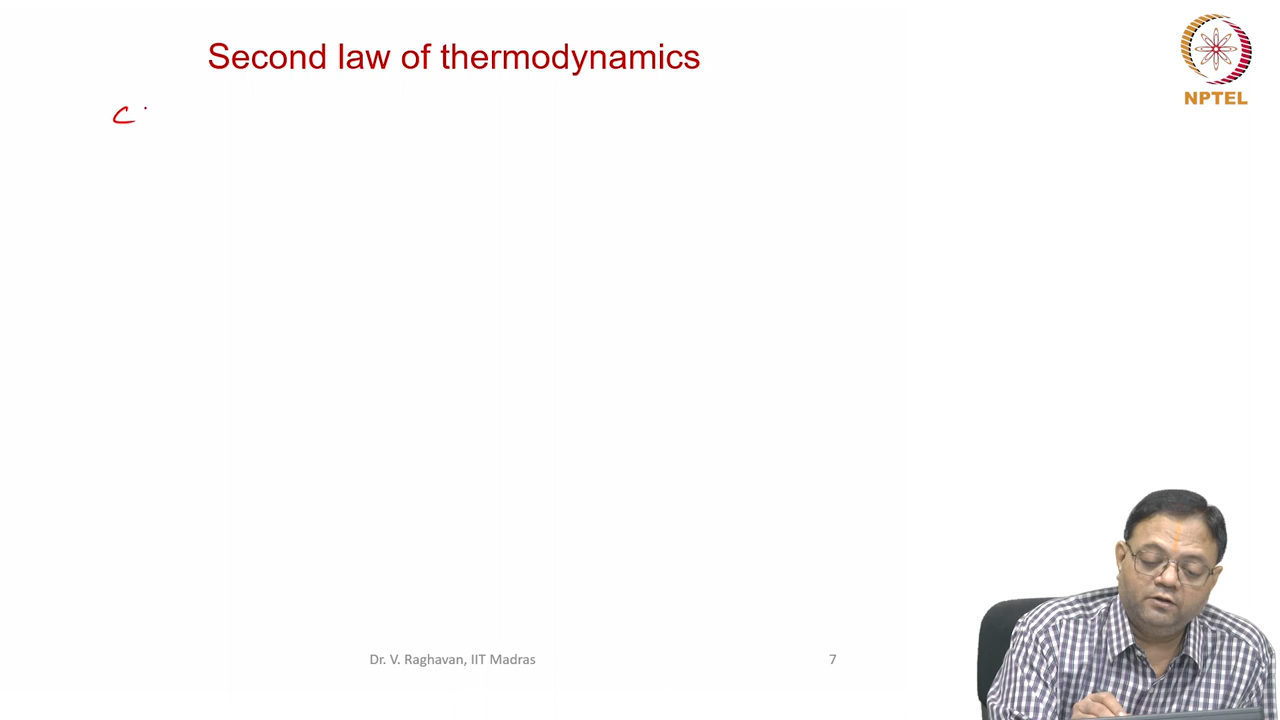 Second law of thermodynamics
NPTEL
C
Dr. V. Raghavan, IIT Madras
7